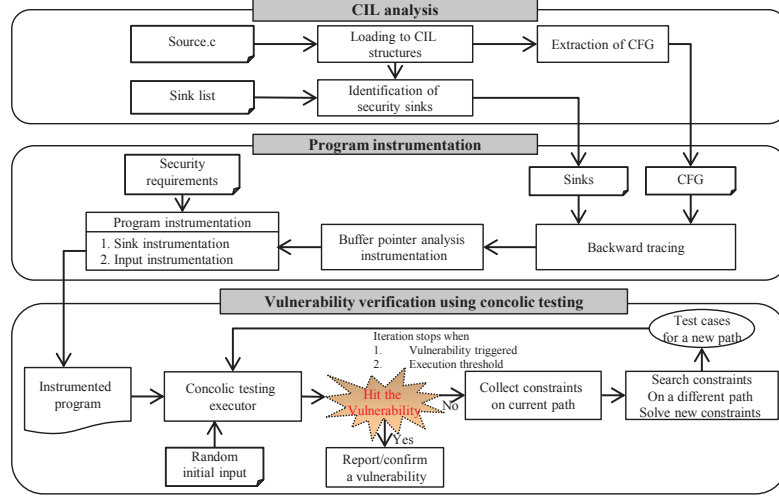 CIL analysis
Source.c
Loading to CIL
structures
Extraction of CFG
Sink list
Identification of
security sinks
Program instrumentation
Security
requirements
Sinks
CFG
Program instrumentation
1. Sink instrumentation
2. Input instrumentation
Buffer pointer analysis
instrumentation
Backward tracing
Vulnerability verification using concolic testing
Iteration stops when
1. Vulnerability triggered
2. Execution threshold
Test cases
for a new path
Instrumented
program
Concolic testing
executor
Hit the
Vulnerability
No
Collect constraints
on current path
Search constraints
On a different path
Solve new constraints
Yes
Random
initial input
Report/confirm
a vulnerability